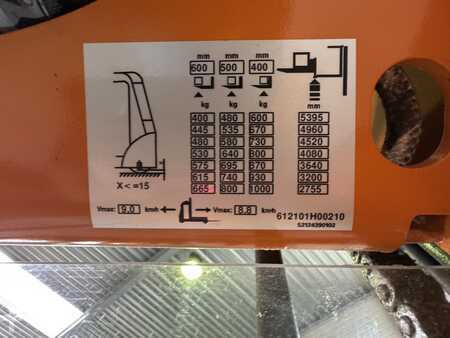 mm mm mm
600 500 400
kg kg kg mm
400 480 600 5395
445 535 670 4960
480 580 730 4520
530 640 800 4080
575 695 870 3640
615 740 930 3200
665 800 1000 2755
X < =15
Vmax: 9.0 km/h Vmax: 8.8 km/h 612101H00210
52124390102